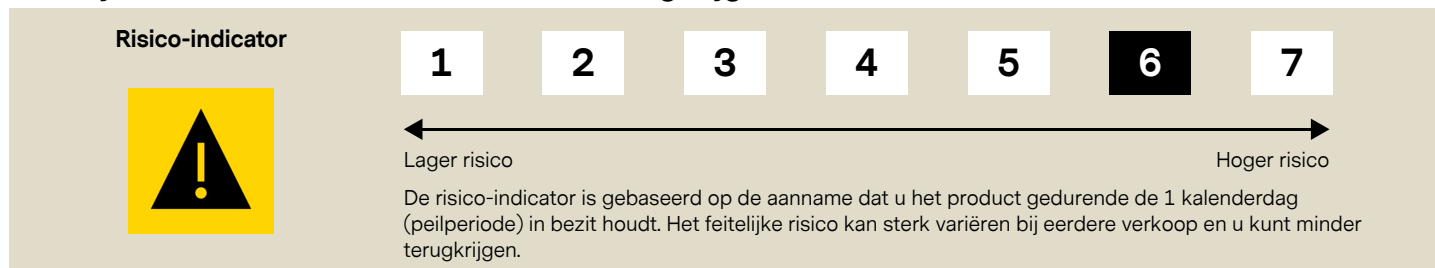 Risico-indicator
1 2 3 4 5 6 7
Lager risico Hoger risico
De risico-indicator is gebaseerd op de aanname dat u het product gedurende de 1 kalenderdag
(peilperiode) in bezit houdt. Het feitelijke risico kan sterk variëren bij eerdere verkoop en u kunt minder
terugkrijgen.